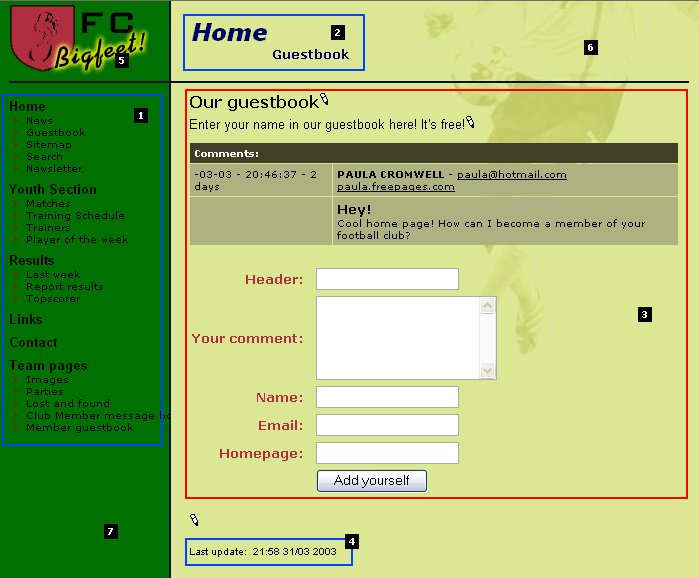 FC
Bigfeet!
5
Home
2
Guestbook
6
1
Home
News
Guestbook
Sitemap
Search
Newsletter
Youth Section
Matches
Training Schedule
Trainers
Player of the week
Results
Last week
Report results
Topscorer
Links
Contact
Team pages
Images
Parties
Lost and found
Club Member message bo
Member guestbook
7
Our guestbook
Enter your name in our guestbook here! It's free!
Comments:
-03-03 - 20:46:37 - 2 days
PAULA CROMWELL - paula@hotmail.com
paula.freepages.com
Hey!
Cool home page! How can I become a member of your
football club?
Header:
3
Your comment:
Name:
Email:
Homepage:
Add yourself
4
Last update: 21:58 31/03 2003